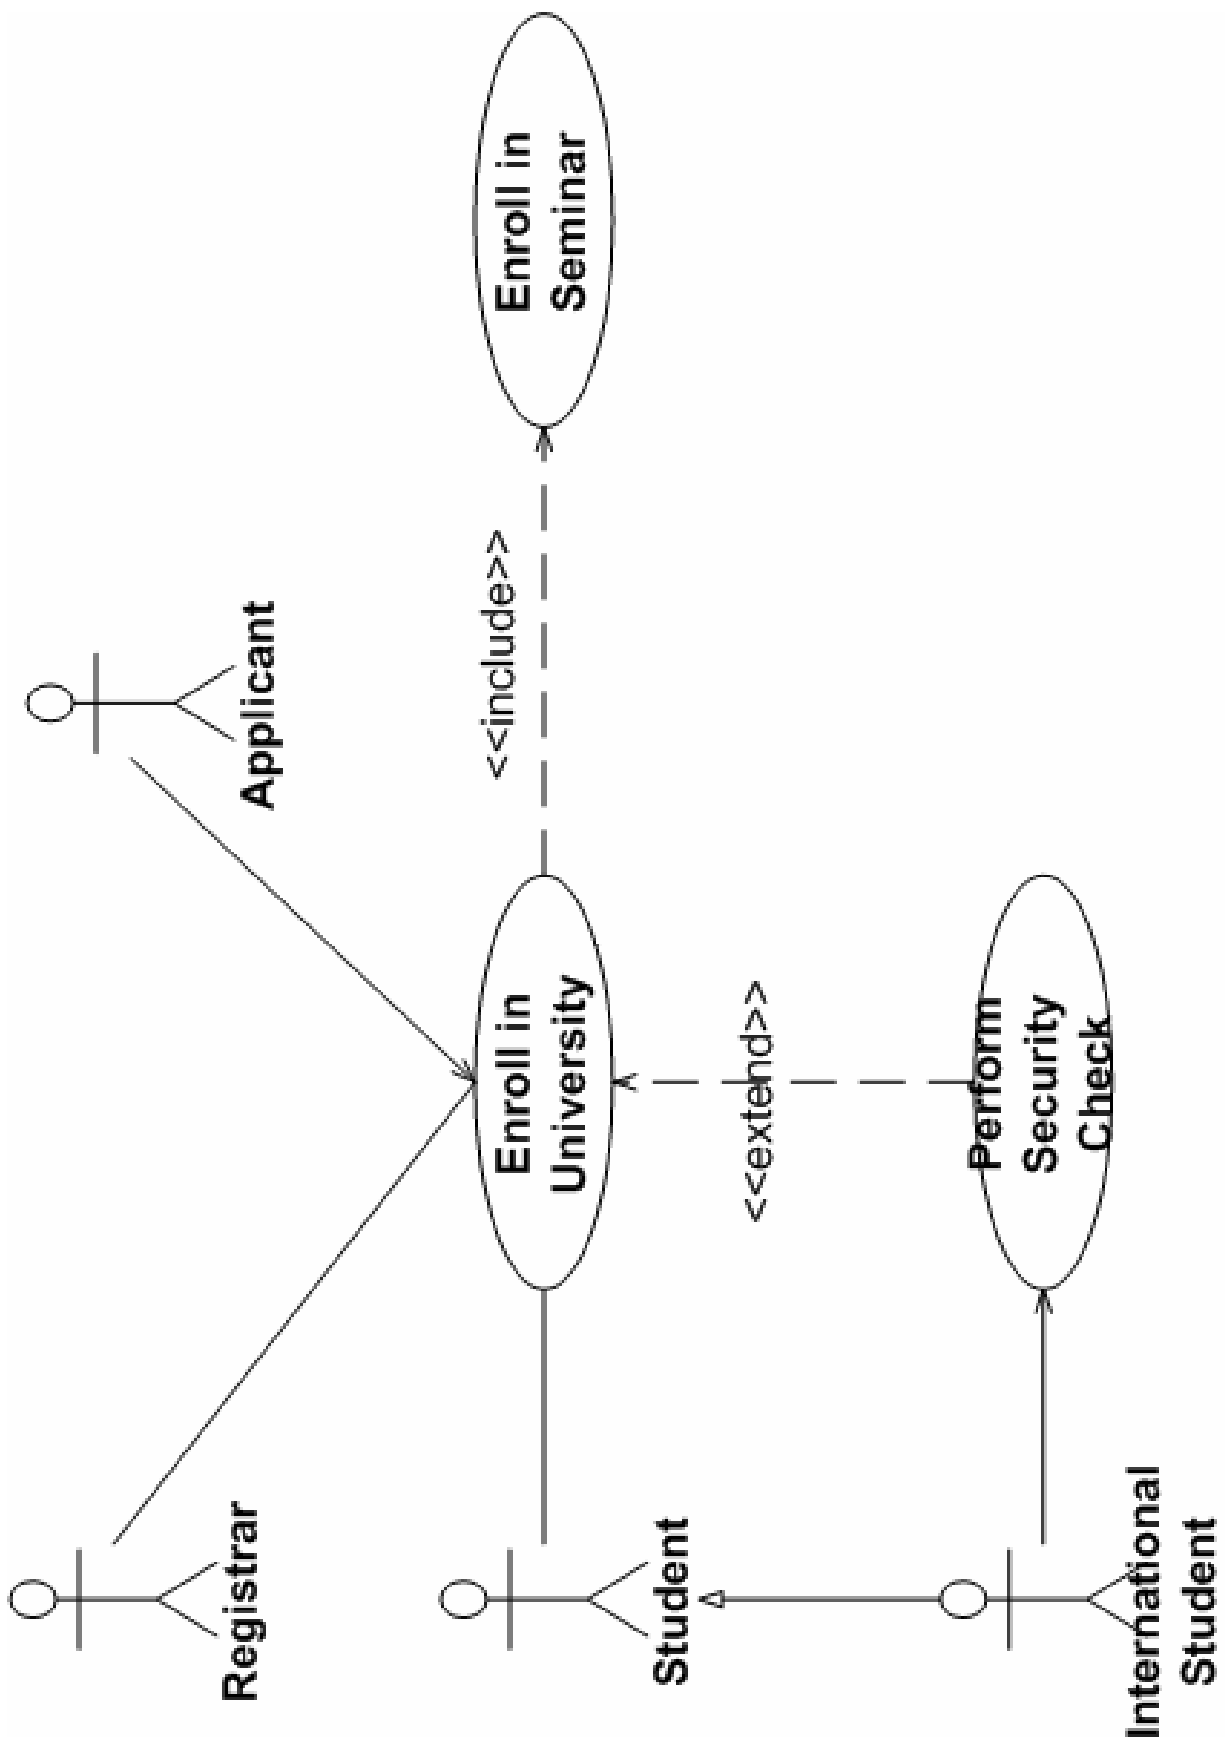 Registrar
Applicant
Enroll in
University
<<include>>
Enroll in
Seminar
Student
<<extend>>
Perform
Security
Check
International
Student